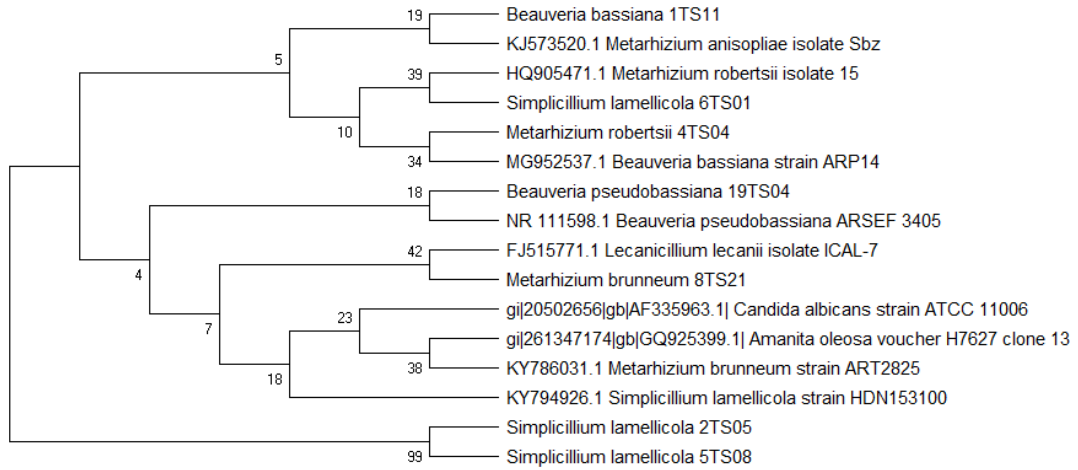 19
Beauveria bassiana 1TS11
KJ573520.1 Metarhizium anisopliae isolate Sbz
5
39
HQ905471.1 Metarhizium robertsii isolate 15
Simplicillium lamellicola 6TS01
10
Metarhizium robertsii 4TS04
34
MG952537.1 Beauveria bassiana strain ARP14
18
Beauveria pseudobassiana 19TS04
NR 111598.1 Beauveria pseudobassiana ARSEF 3405
4
42
FJ515771.1 Lecanicillium lecanii isolate ICAL-7
Metarhizium brunneum 8TS21
7
23
gi|20502656|gb|AF335963.1| Candida albicans strain ATCC 11006
gi|261347174|gb|GQ925399.1| Amanita oleosa voucher H7627 clone 13
38
KY786031.1 Metarhizium brunneum strain ART2825
18
KY794926.1 Simplicillium lamellicola strain HDN153100
Simplicillium lamellicola 2TS05
99
Simplicillium lamellicola 5TS08